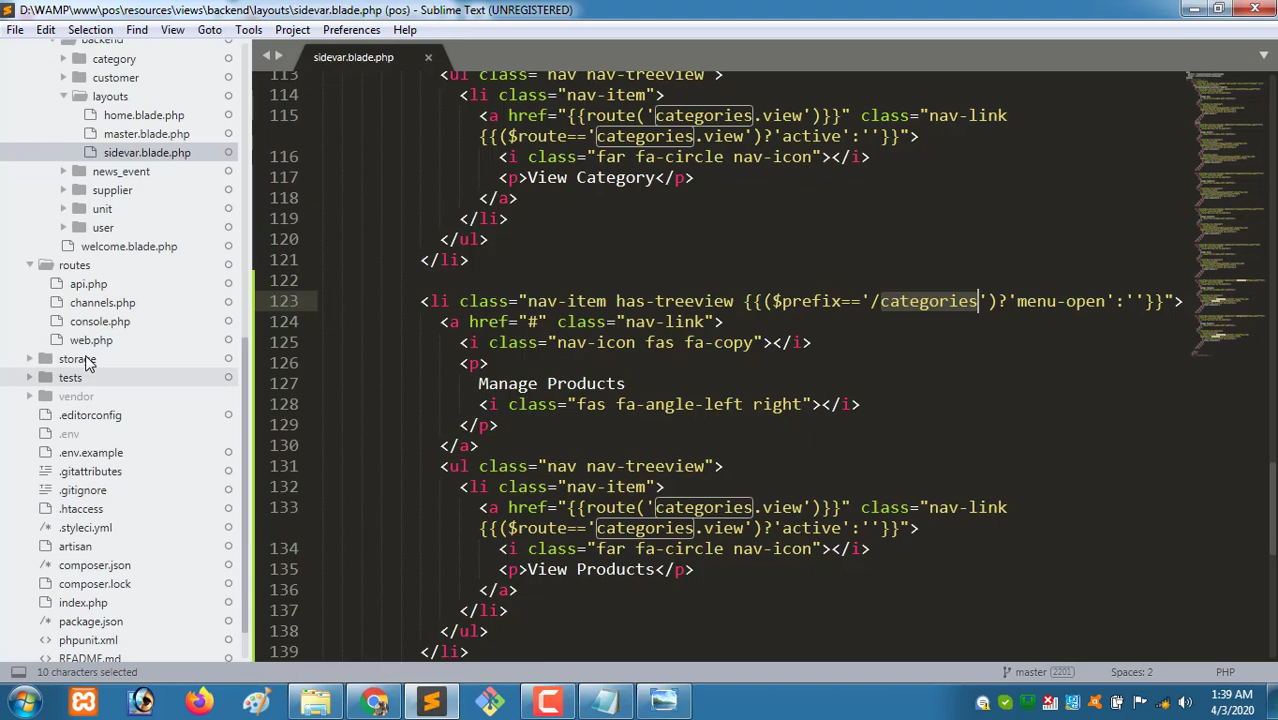 D:\WAMP\www\pos\resources\views\backend\layouts\sidevar.blade.php (pos) - Sublime Text (UNREGISTERED)
File Edit Selection Find View Goto Tools Project Preferences Help
backend
category
customer
layouts
home.blade.php
master.blade.php
sidevar.blade.php
news_event
supplier
unit
user
welcome.blade.php
routes
api.php
channels.php
console.php
web.php
storage
tests
vendor
.editorconfig
.env
.env.example
.gitattributes
.gitignore
.htaccess
.styleci.yml
artisan
composer.json
composer.lock
index.php
package.json
phpunit.xml
README.md
sidevar.blade.php
113 <ul class="nav nav-treeview">
114 <li class="nav-item">
115 <a href="{{route('categories.view')}}" class="nav-link
{{($route=='categories.view')?'active':''}}">
116 <i class="far fa-circle nav-icon"></i>
117 <p>View Category</p>
118 </a>
119 </li>
120 </ul>
121 </li>
122
123 <li class="nav-item has-treeview {{($prefix=='/categories')?'menu-open':''}}">
124 <a href="#" class="nav-link">
125 <i class="nav-icon fas fa-copy"></i>
126 <p>
127 Manage Products
128 <i class="fas fa-angle-left right"></i>
129 </p>
130 </a>
131 <ul class="nav nav-treeview">
132 <li class="nav-item">
133 <a href="{{route('categories.view')}}" class="nav-link
{{($route=='categories.view')?'active':''}}">
134 <i class="far fa-circle nav-icon"></i>
135 <p>View Products</p>
136 </a>
137 </li>
138 </ul>
139 </li>
10 characters selected
master 2201
Spaces: 2
PHP
1:39 AM
4/3/2020